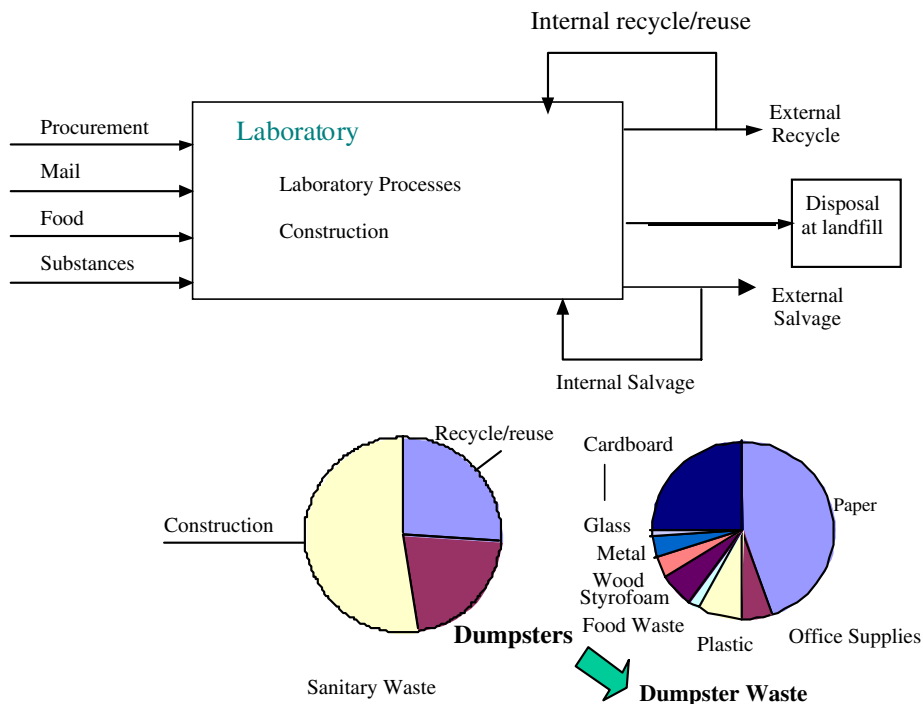 Internal recycle/reuse
Procurement
Mail
Food
Substances
Laboratory
Laboratory Processes
Construction
External
Recycle
Disposal
at landfill
External
Salvage
Internal Salvage
Recycle/reuse
Construction
Dumpsters
Sanitary Waste
Cardboard
Glass
Metal
Wood
Styrofoam
Food Waste
Plastic
Office Supplies
Paper
Dumpster Waste